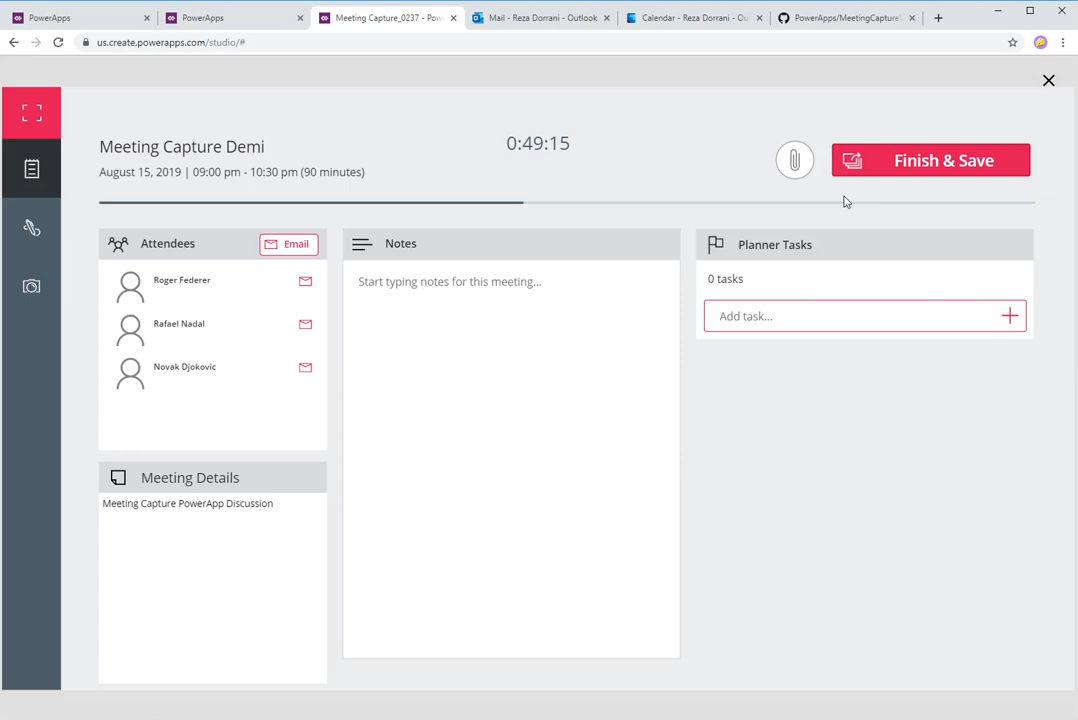 PowerApps
PowerApps
Meeting Capture_0237 - Pow
Mail - Reza Dorrani - Outlook
Calendar - Reza Dorrani - Ou
PowerApps/MeetingCapture
us.create.powerapps.com/studio/#
Meeting Capture Demi
0:49:15
Finish & Save
August 15, 2019 | 09:00 pm - 10:30 pm (90 minutes)
Attendees
Email
Roger Federer
Rafael Nadal
Novak Djokovic
Meeting Details
Meeting Capture PowerApp Discussion
Notes
Start typing notes for this meeting...
Planner Tasks
0 tasks
Add task...